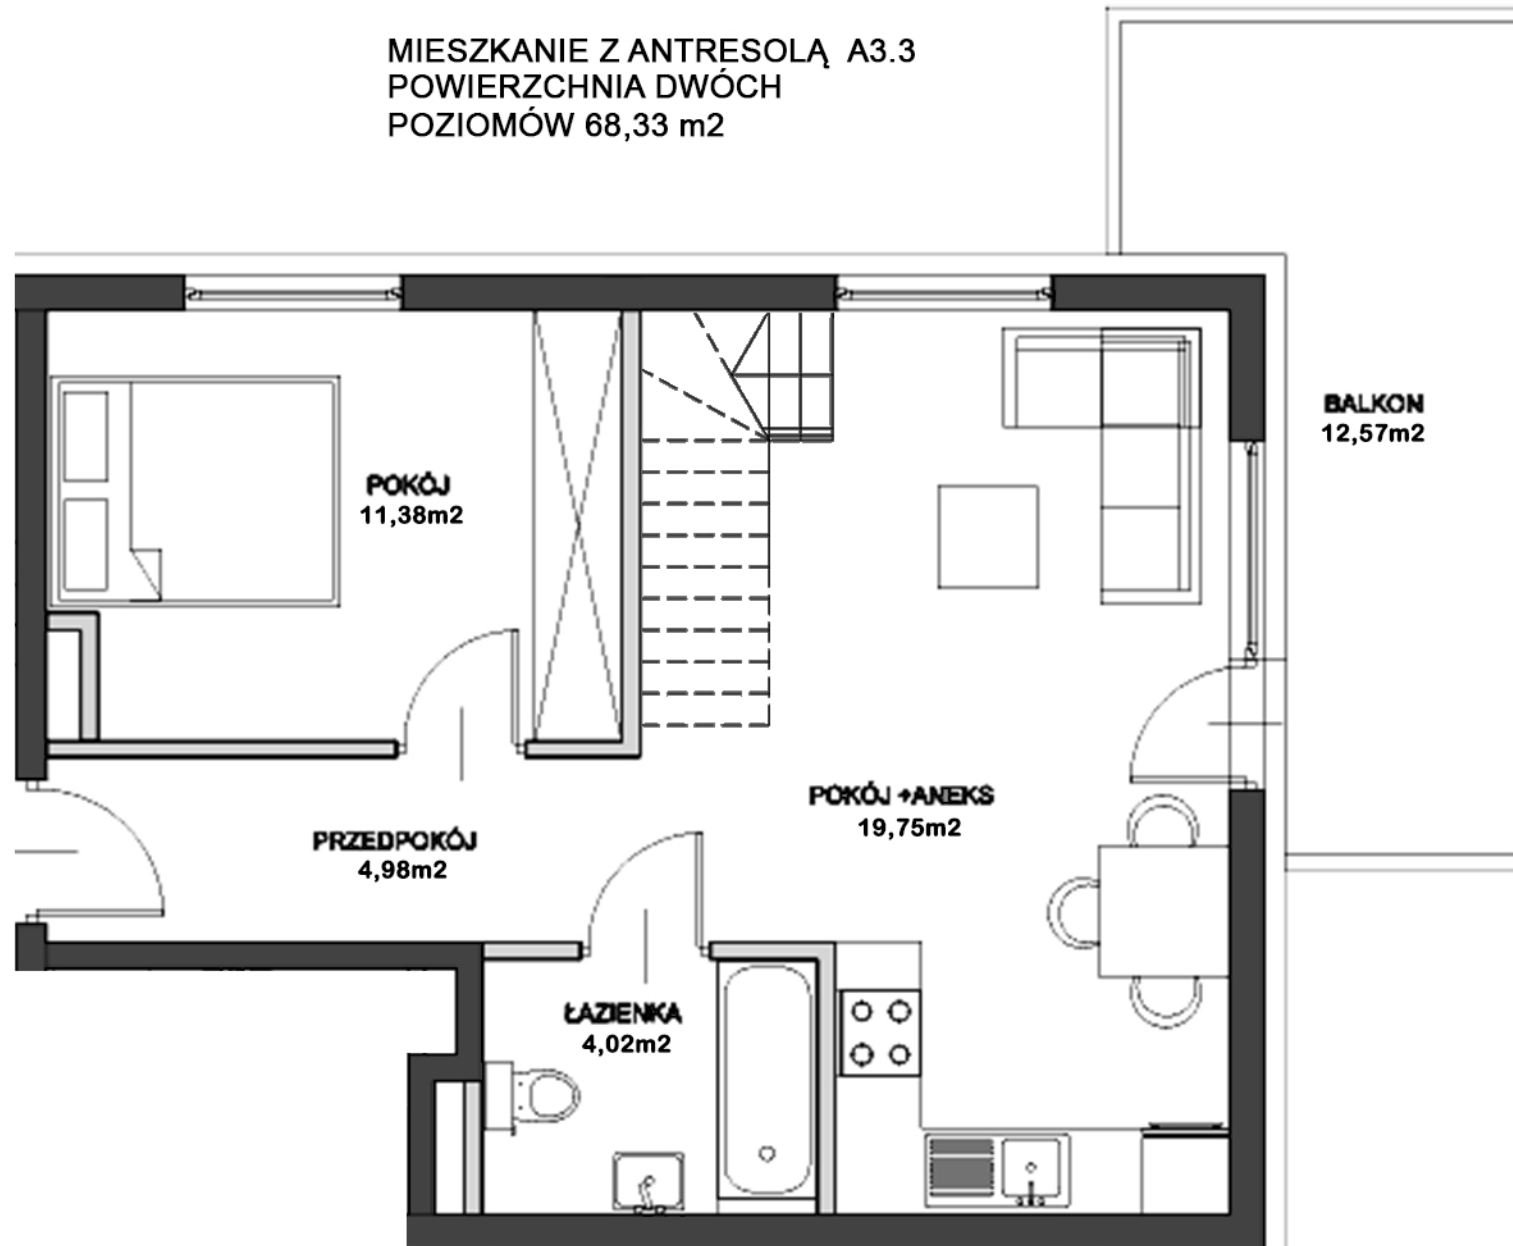 MIESZKANIE Z ANTRESOLĄ A3.3
POWIERZCHNIA DWÓCH
POZIOMÓW 68,33 m2
BALKON
12,57m2
POKÓJ
11,38m2
POKÓJ +ANEKS
19,75m2
PRZEDPOKÓJ
4,98m2
ŁAZIENKA
4,02m2